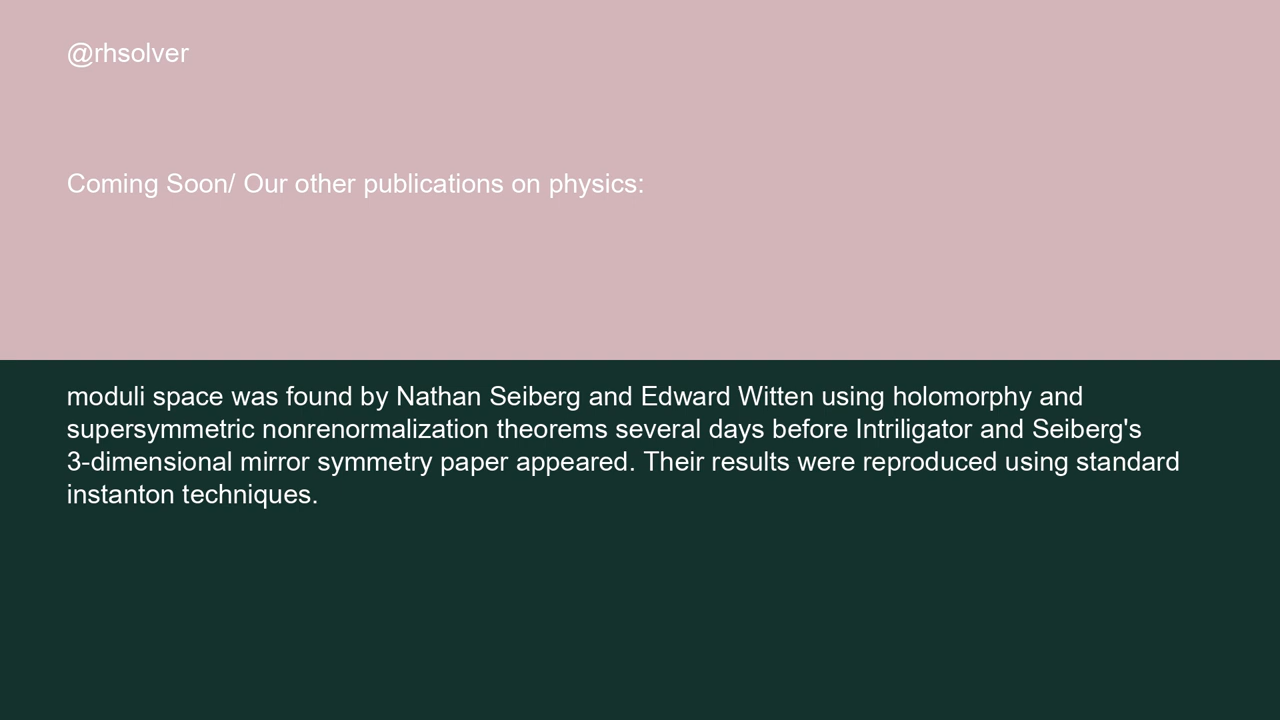 @rhsolver
Coming Soon/ Our other publications on physics:
moduli space was found by Nathan Seiberg and Edward Witten using holomorphy and
supersymmetric nonrenormalization theorems several days before Intriligator and Seiberg's
3-dimensional mirror symmetry paper appeared. Their results were reproduced using standard
instanton techniques.